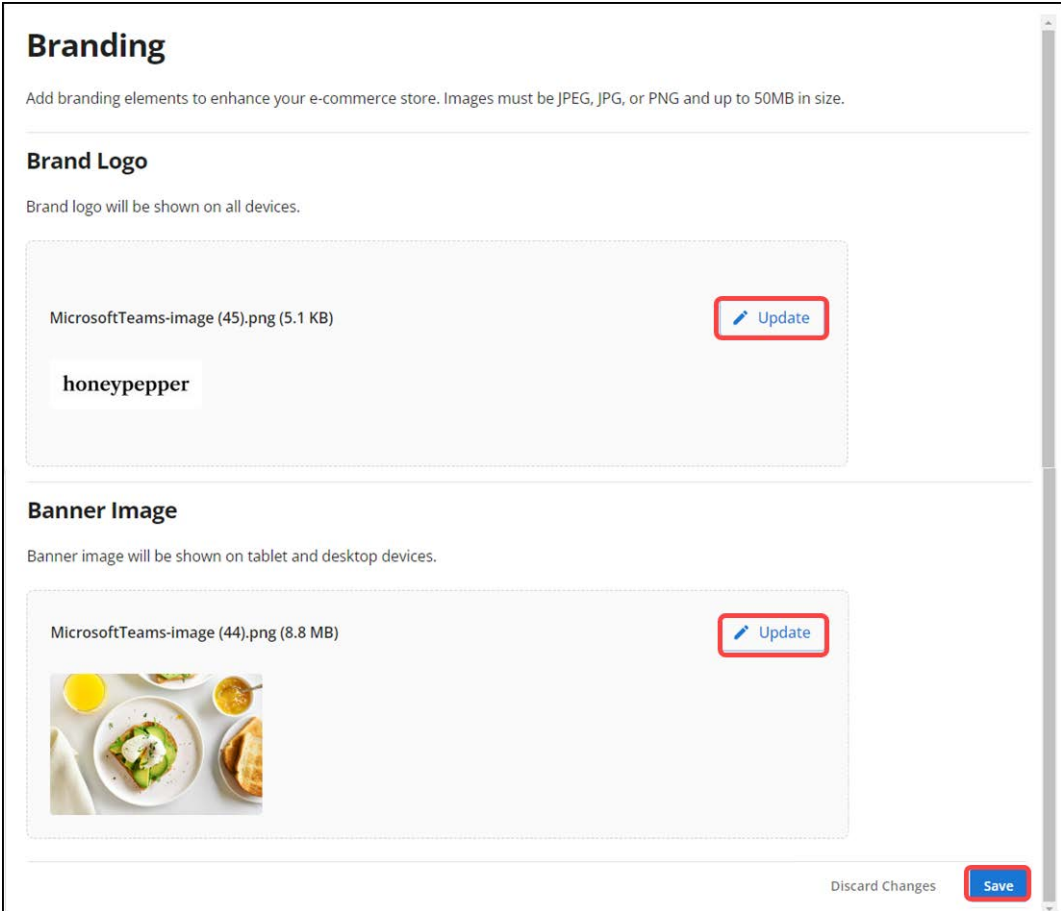 Branding
Add branding elements to enhance your e-commerce store. Images must be JPEG, JPG, or PNG and up to 50MB in size.
Brand Logo
Brand logo will be shown on all devices.
MicrosoftTeams-image (45).png (5.1 KB)
Update
honeypepper
Banner Image
Banner image will be shown on tablet and desktop devices.
MicrosoftTeams-image (44).png (8.8 MB)
Update
Discard Changes
Save